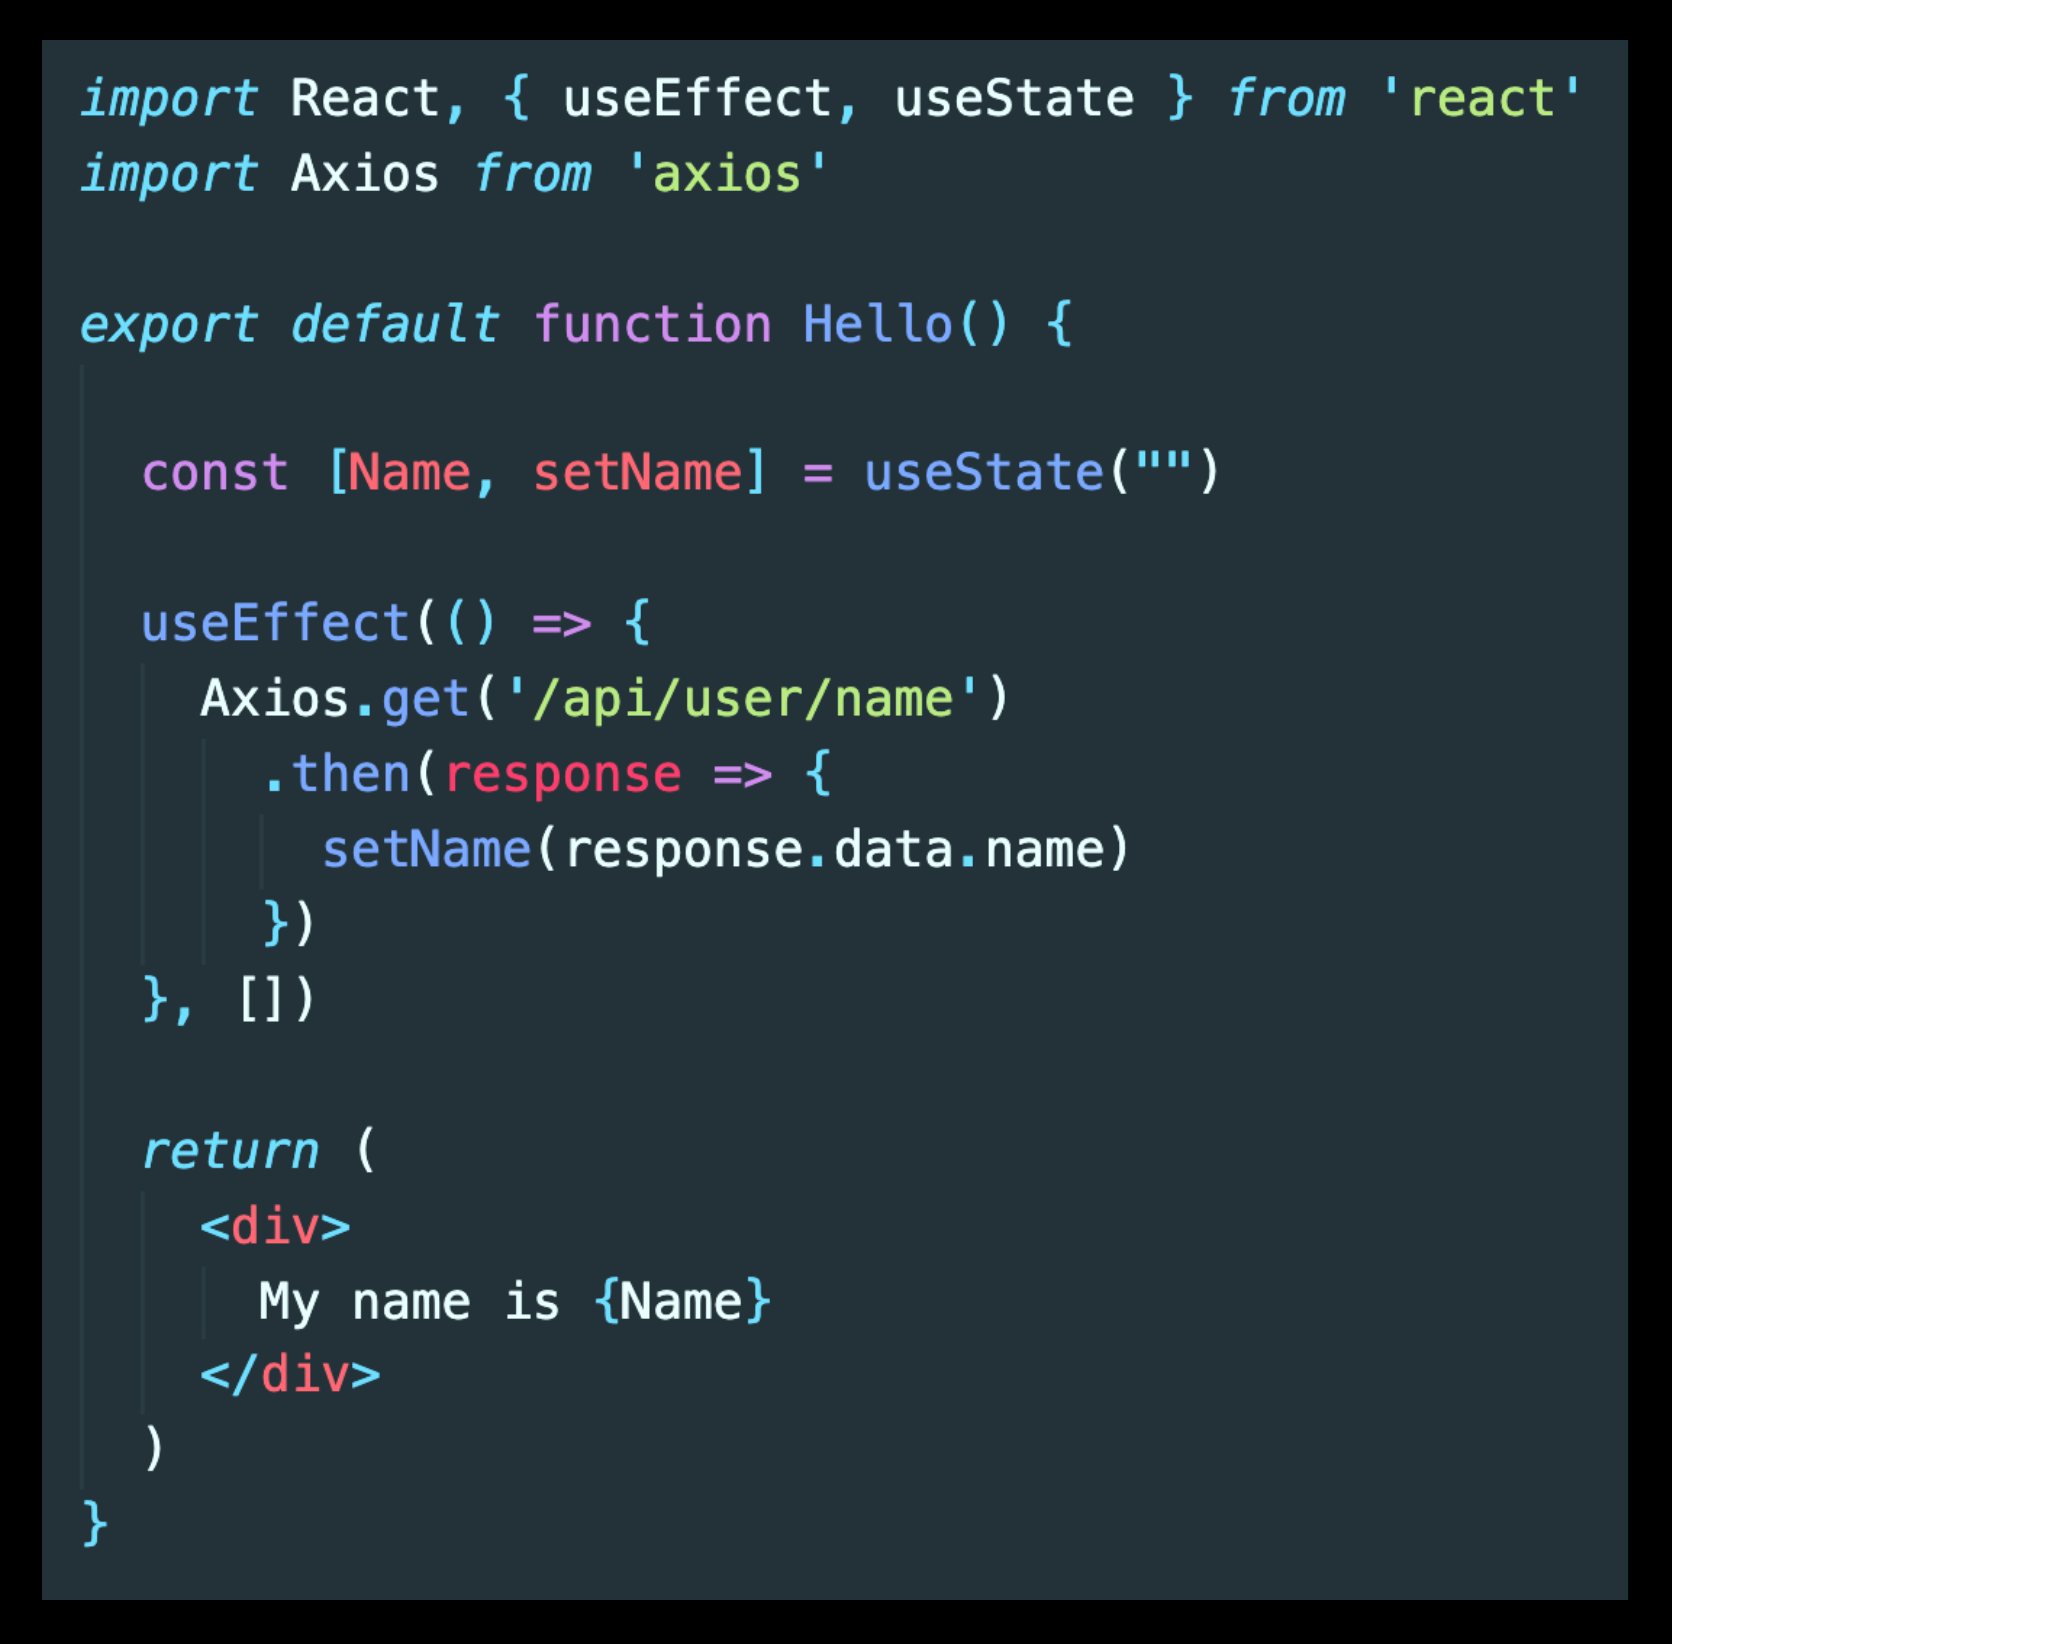 import React, { useEffect, useState } from 'react'
import Axios from 'axios'
export default function Hello() {
const [Name, setName] = useState("")
useEffect(() => {
Axios.get('/api/user/name')
.then(response => {
setName(response.data.name)
})
}, [])
return (
<div>
My name is {Name}
</div>
)
}